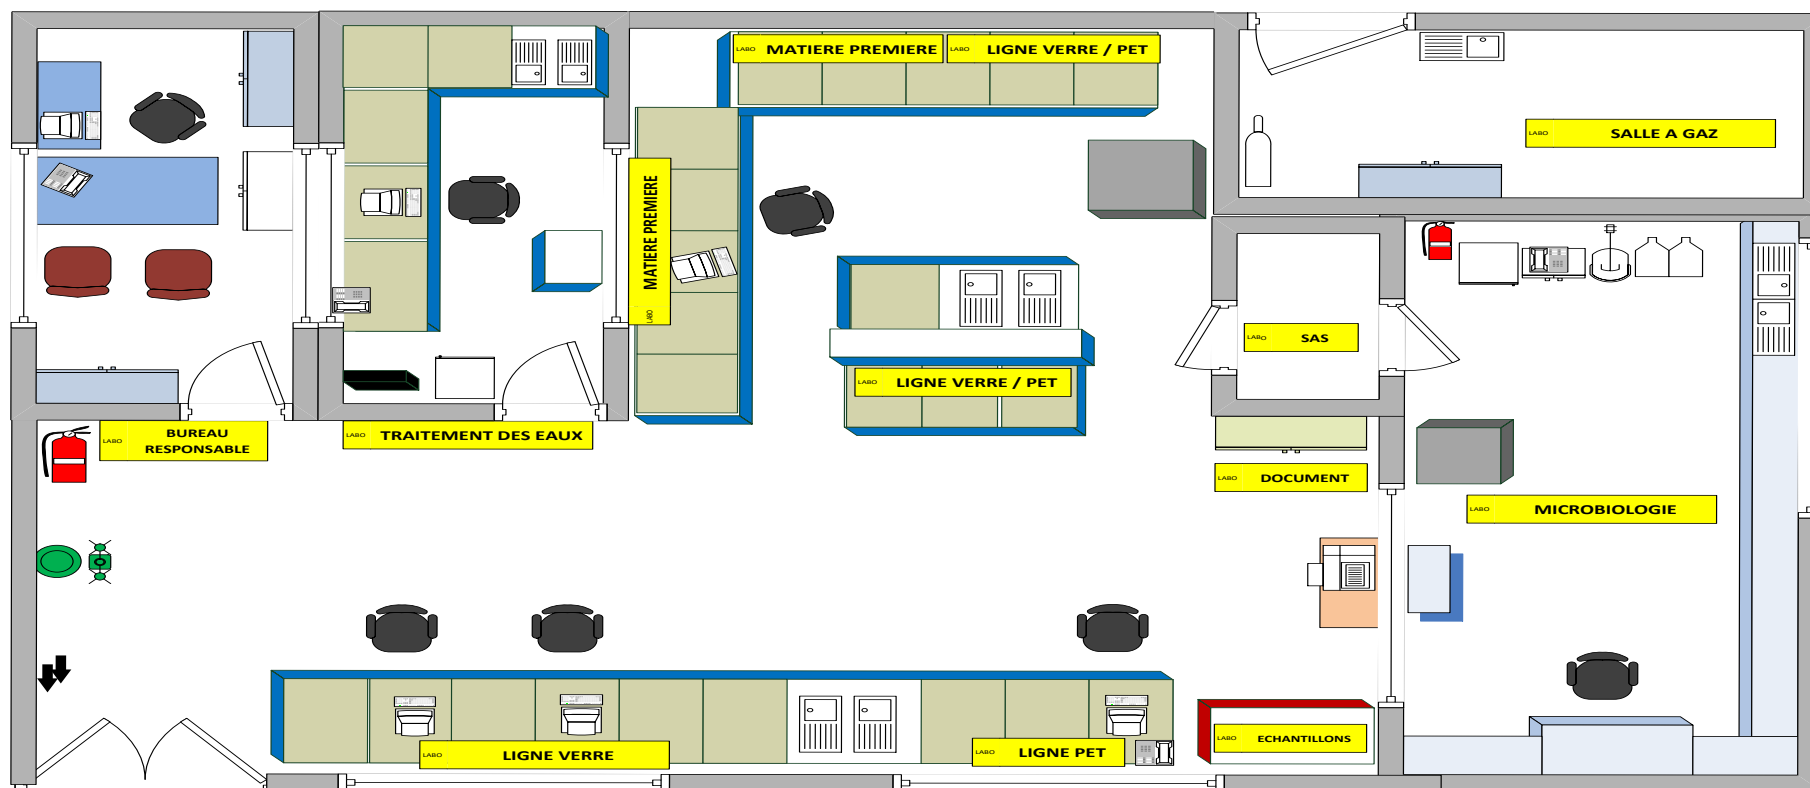 LABO MATIERE PREMIERE
LABO LIGNE VERRE / PET
LABO SALLE A GAZ
LABO MATIERE PREMIERE
LABO SAS
LABO LIGNE VERRE / PET
LABO BUREAU
RESPONSABLE
LABO TRAITEMENT DES EAUX
LABO DOCUMENT
LABO MICROBIOLOGIE
LABO LIGNE VERRE
LABO LIGNE PET
LABO ECHANTILLONS